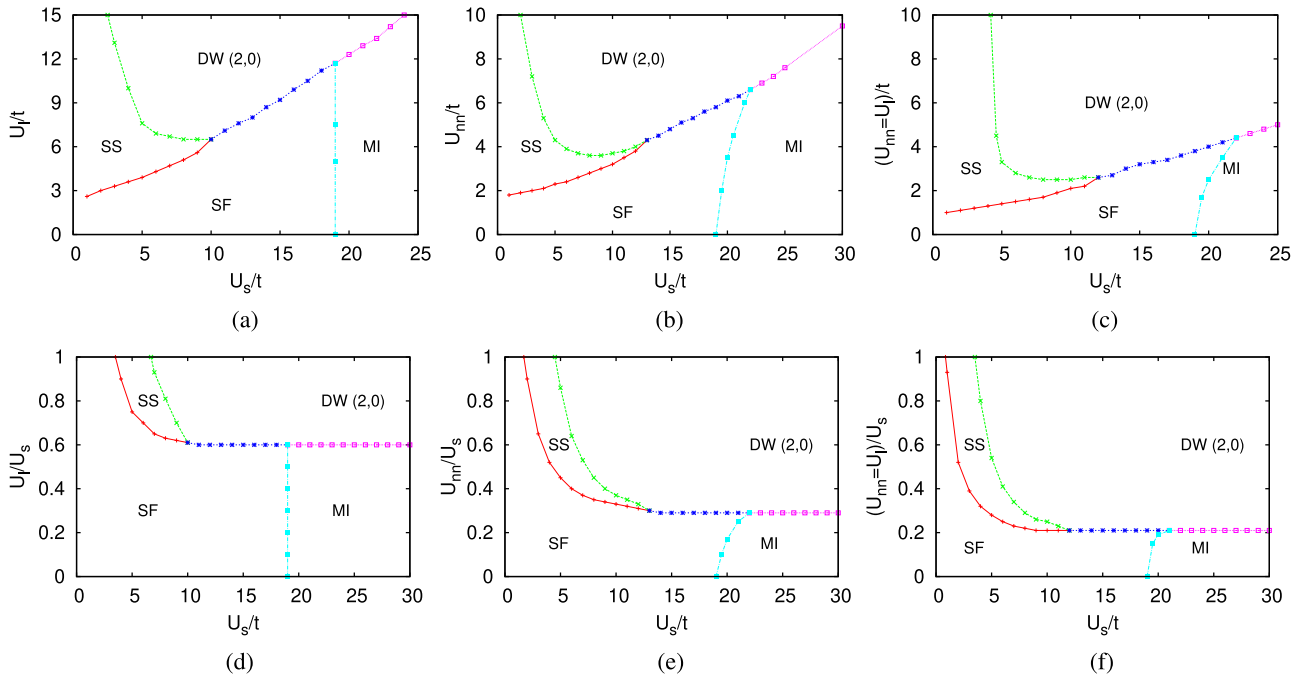 15
12
9
6
3
0
U_l/t
DW (2,0)
SS
SF
MI
0 5 10 15 20 25
U_s/t
(a)
10
8
6
4
2
0
U_nn/t
DW (2,0)
SS
SF
MI
0 5 10 15 20 25 30
U_s/t
(b)
10
8
6
4
2
0
(U_nn=U_l)/t
DW (2,0)
SS
SF
MI
0 5 10 15 20 25
U_s/t
(c)
1
0.8
0.6
0.4
0.2
0
U_l/U_s
SS
DW (2,0)
SF
MI
0 5 10 15 20 25 30
U_s/t
(d)
1
0.8
0.6
0.4
0.2
0
U_nn/U_s
SS
DW (2,0)
SF
MI
0 5 10 15 20 25 30
U_s/t
(e)
1
0.8
0.6
0.4
0.2
0
(U_nn=U_l)/U_s
SS
DW (2,0)
SF
MI
0 5 10 15 20 25 30
U_s/t
(f)